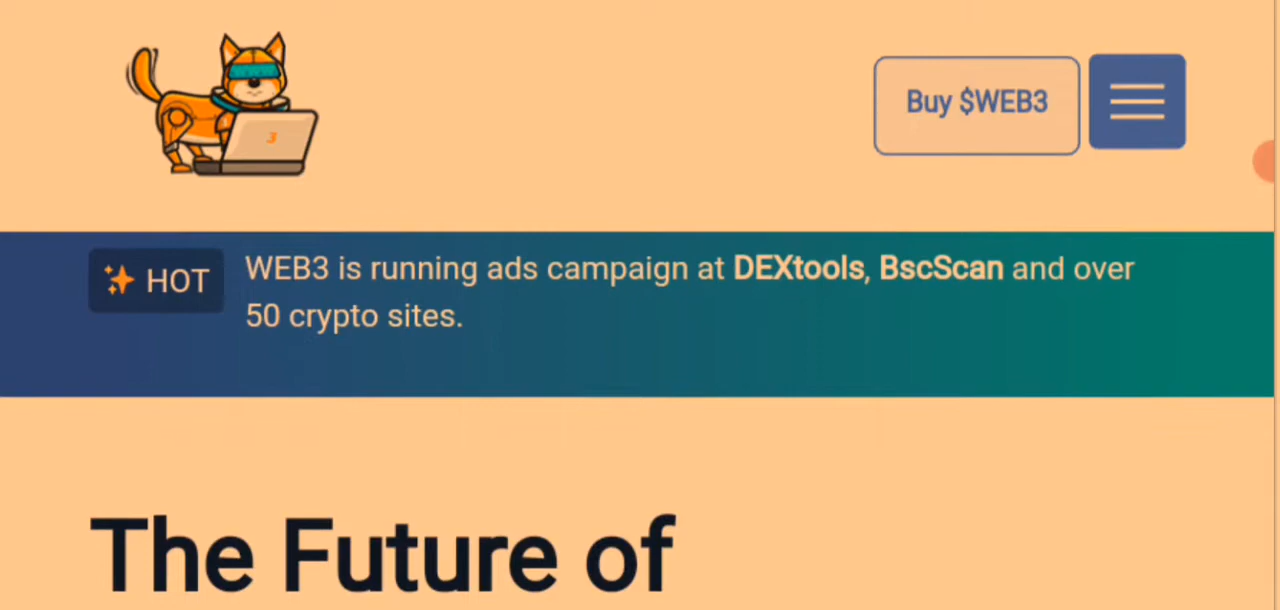 3
Buy $WEB3
✨ HOT
WEB3 is running ads campaign at DEXtools, BscScan and over
50 crypto sites.
The Future of